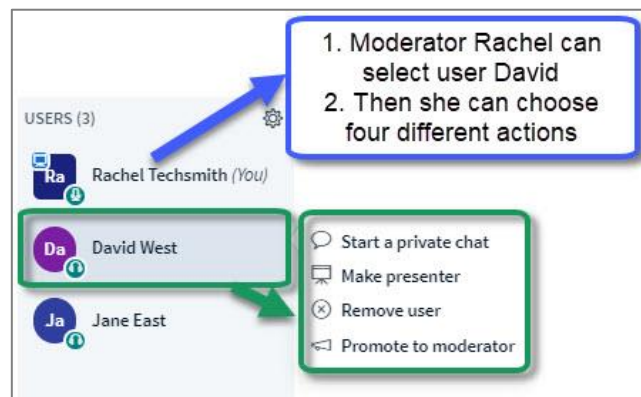 1. Moderator Rachel can
select user David
2. Then she can choose
four different actions
USERS (3)
Ra
Rachel Techsmith (You)
Da
David West
Ja
Jane East
Start a private chat
Make presenter
Remove user
Promote to moderator